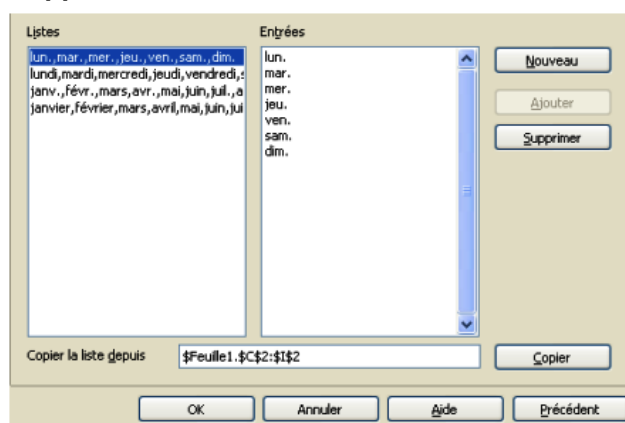 Listes
Entrées
lun.,mar.,mer.,jeu.,ven.,sam.,dim.
lundi,mardi,mercredi,jeudi,vendredi,s
janv.,févr.,mars,avr.,mai,juin,juil.,a
janvier,février,mars,avril,mai,juin,jui
lun.
mar.
mer.
jeu.
ven.
sam.
dim.
Nouveau
Ajouter
Supprimer
Copier la liste depuis
$Feuille1.$C$2:$I$2
Copier
OK
Annuler
Aide
Précédent